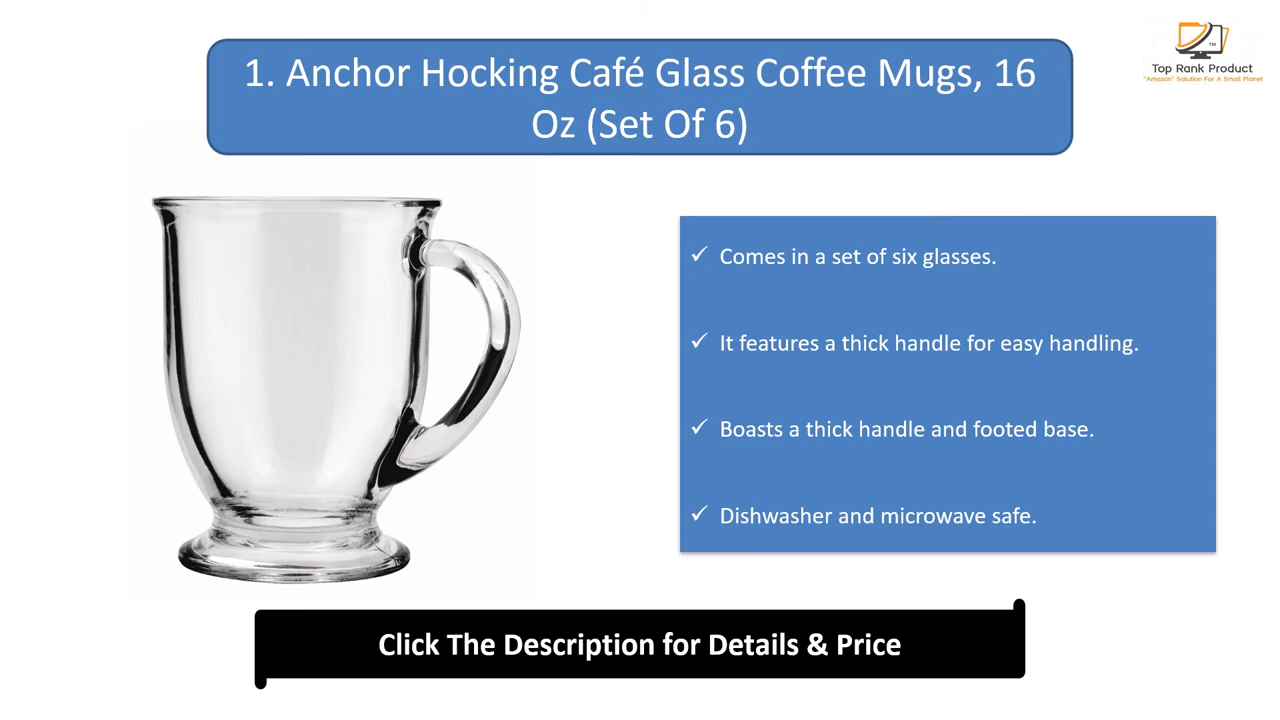 1. Anchor Hocking Café Glass Coffee Mugs, 16
Oz (Set Of 6)
TM
Top Rank Product
"Amazon" Solution For A Small Planet
✓ Comes in a set of six glasses.
✓ It features a thick handle for easy handling.
✓ Boasts a thick handle and footed base.
✓ Dishwasher and microwave safe.
Click The Description for Details & Price